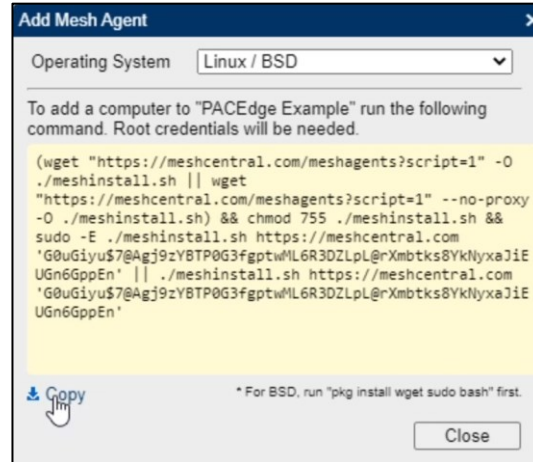 Add Mesh Agent
Operating System Linux / BSD
To add a computer to "PACEdge Example" run the following
command. Root credentials will be needed.
(wget "https://meshcentral.com/meshagents?script=1" -O
./meshinstall.sh || wget
"https://meshcentral.com/meshagents?script=1" --no-proxy
-O ./meshinstall.sh) && chmod 755 ./meshinstall.sh &&
sudo -E ./meshinstall.sh https://meshcentral.com
'G0uGiyu$7@Agj9zYBTP0G3fgptwML6R3DZLpL@rXmbtks8YkNyxaJiE
UGn6GppEn' || ./meshinstall.sh https://meshcentral.com
'G0uGiyu$7@Agj9zYBTP0G3fgptwML6R3DZLpL@rXmbtks8YkNyxaJiE
UGn6GppEn'
Copy * For BSD, run "pkg install wget sudo bash" first.
Close